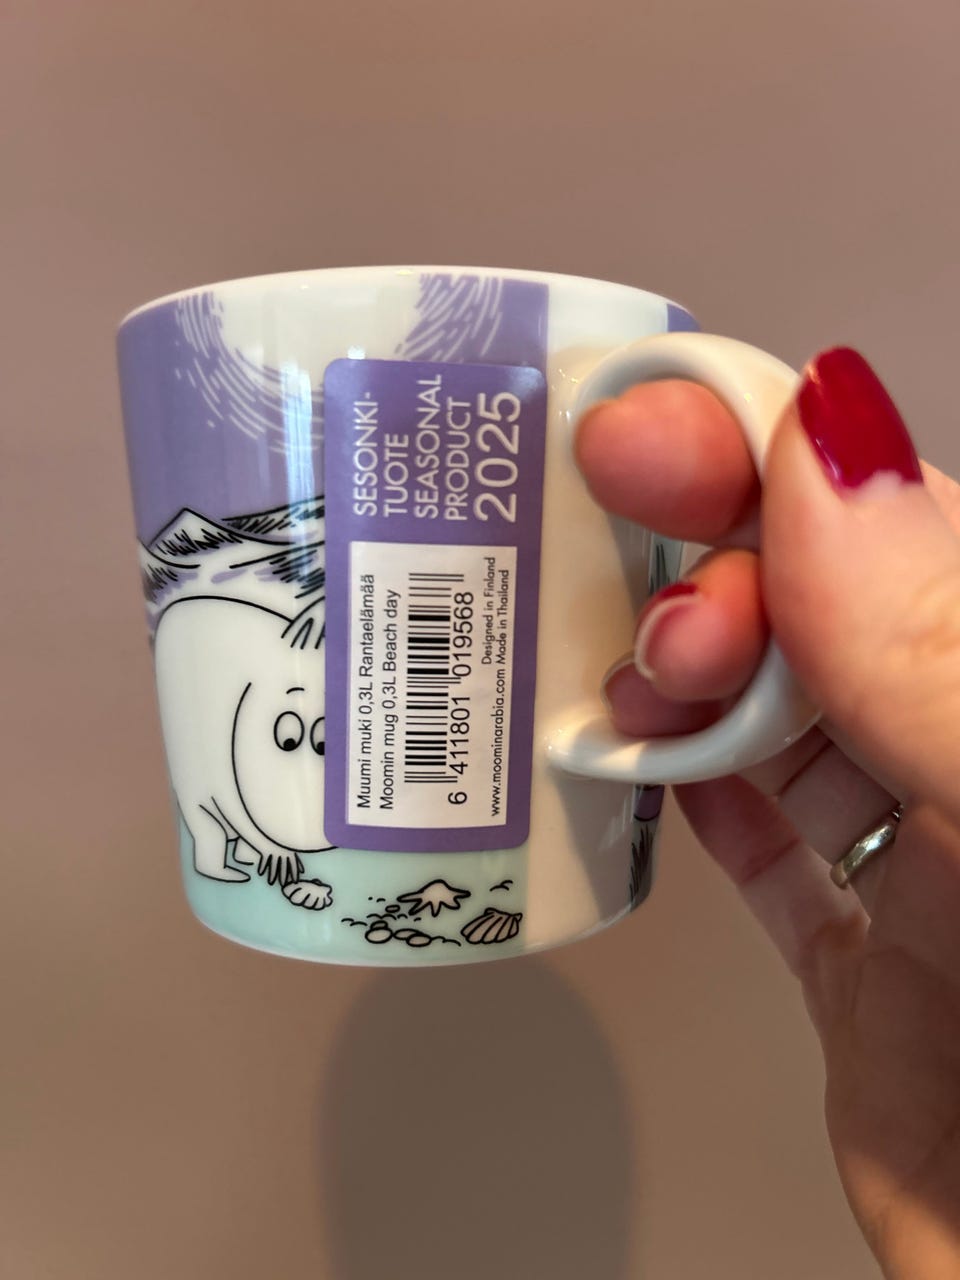 SESONKI-
TUOTE
SEASONAL
PRODUCT
2025
Muumi muki 0,3L Rantaelämää
Moomin mug 0,3L Beach day
6 411801 019568
Designed in Finland
www.moominarabia.com Made in Thailand